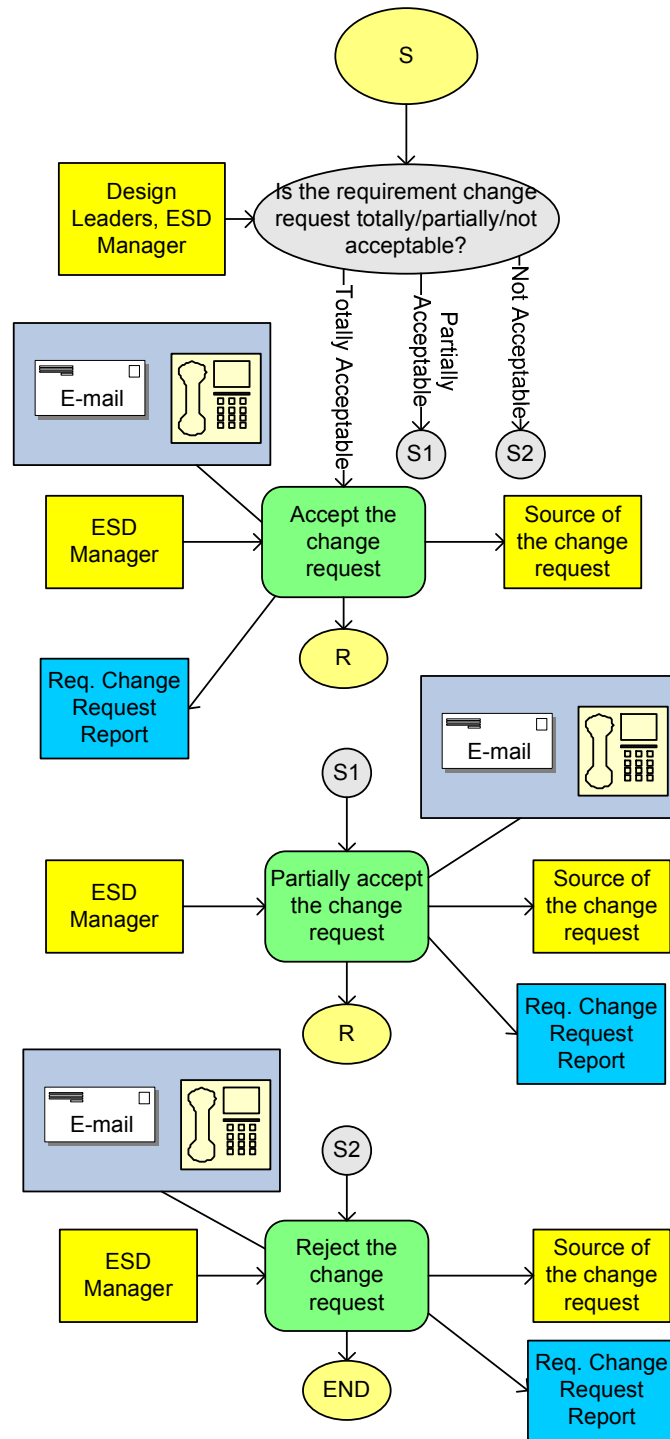 S
Design
Leaders, ESD
Manager
Is the requirement change
request totally/partially/not
acceptable?
Totally Acceptable
Partially
Acceptable
Not Acceptable
E-mail
S1
S2
ESD
Manager
Accept the
change
request
Source of
the change
request
R
Req. Change
Request
Report
E-mail
S1
ESD
Manager
Partially accept
the change
request
Source of
the change
request
R
Req. Change
Request
Report
E-mail
S2
ESD
Manager
Reject the
change
request
Source of
the change
request
END
Req. Change
Request
Report